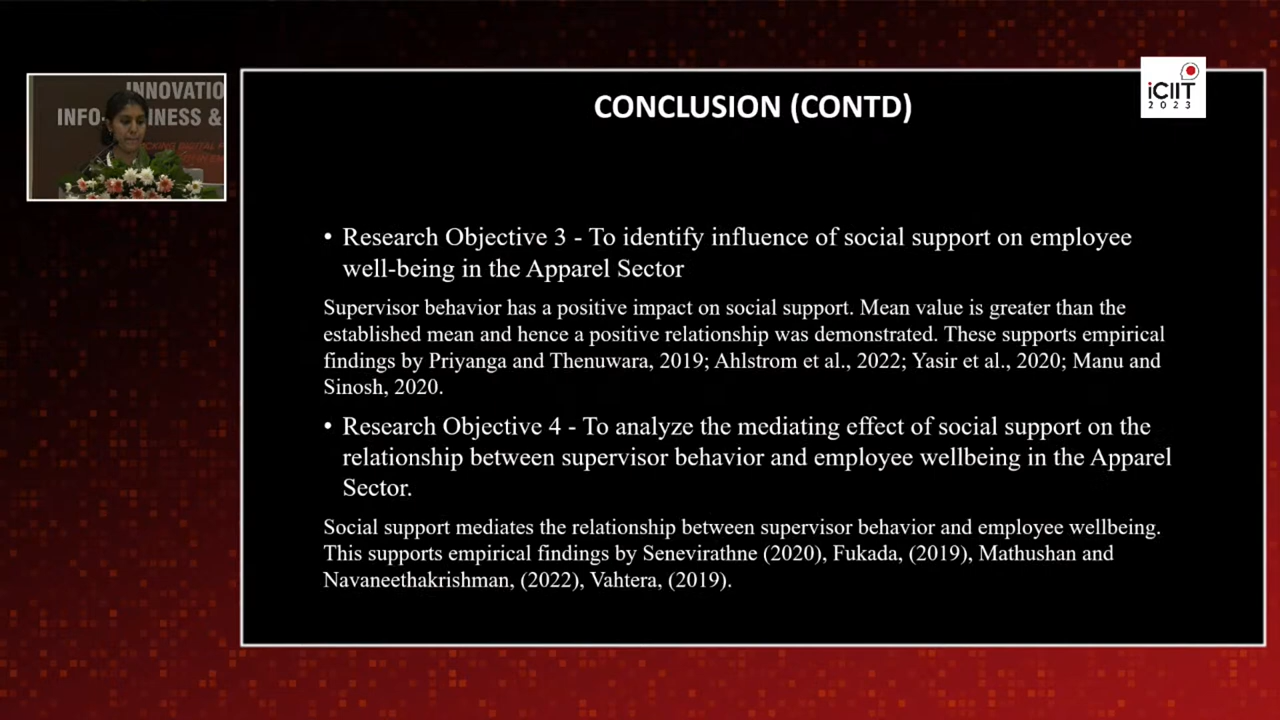 INNOVATIO
INFO- INESS &
iCIIT
2023
CONCLUSION (CONTD)
• Research Objective 3 - To identify influence of social support on employee
well-being in the Apparel Sector
Supervisor behavior has a positive impact on social support. Mean value is greater than the
established mean and hence a positive relationship was demonstrated. These supports empirical
findings by Priyanga and Thenuwara, 2019; Ahlstrom et al., 2022; Yasir et al., 2020; Manu and
Sinosh, 2020.
• Research Objective 4 - To analyze the mediating effect of social support on the
relationship between supervisor behavior and employee wellbeing in the Apparel
Sector.
Social support mediates the relationship between supervisor behavior and employee wellbeing.
This supports empirical findings by Senevirathne (2020), Fukada, (2019), Mathushan and
Navaneethakrishman, (2022), Vahtera, (2019).